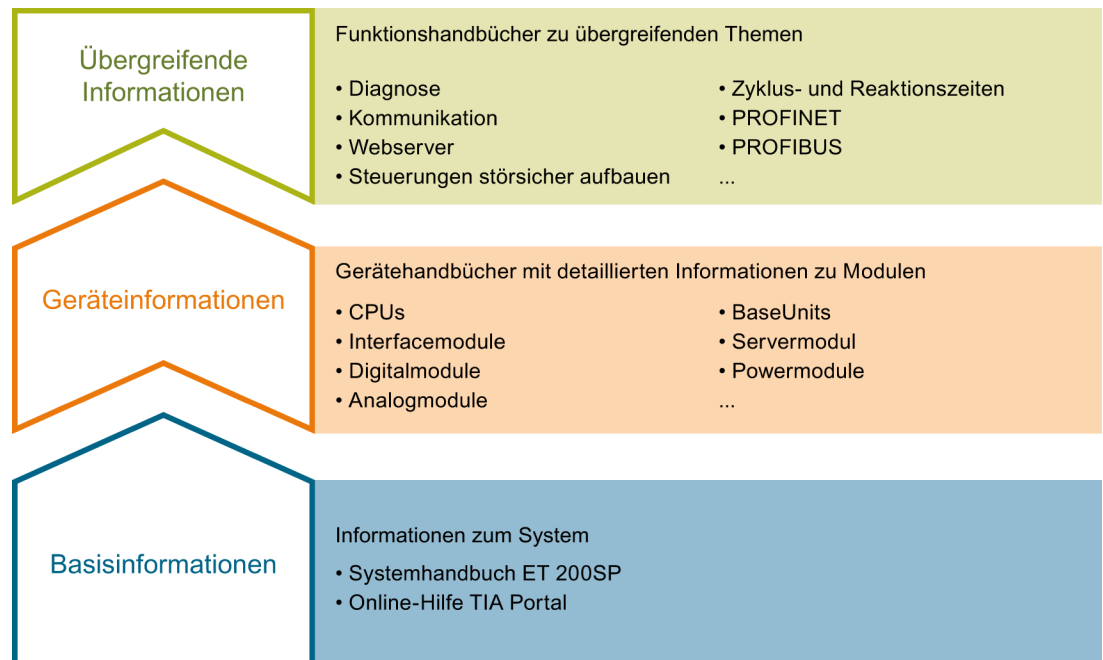 Übergreifende
Informationen
Funktionshandbücher zu übergreifenden Themen
• Diagnose
• Kommunikation
• Webserver
• Steuerungen störsicher aufbauen
• Zyklus- und Reaktionszeiten
• PROFINET
• PROFIBUS
...
Geräteinformationen
Gerätehandbücher mit detaillierten Informationen zu Modulen
• CPUs
• Interfacemodule
• Digitalmodule
• Analogmodule
• BaseUnits
• Servermodul
• Powermodule
...
Basisinformationen
Informationen zum System
• Systemhandbuch ET 200SP
• Online-Hilfe TIA Portal